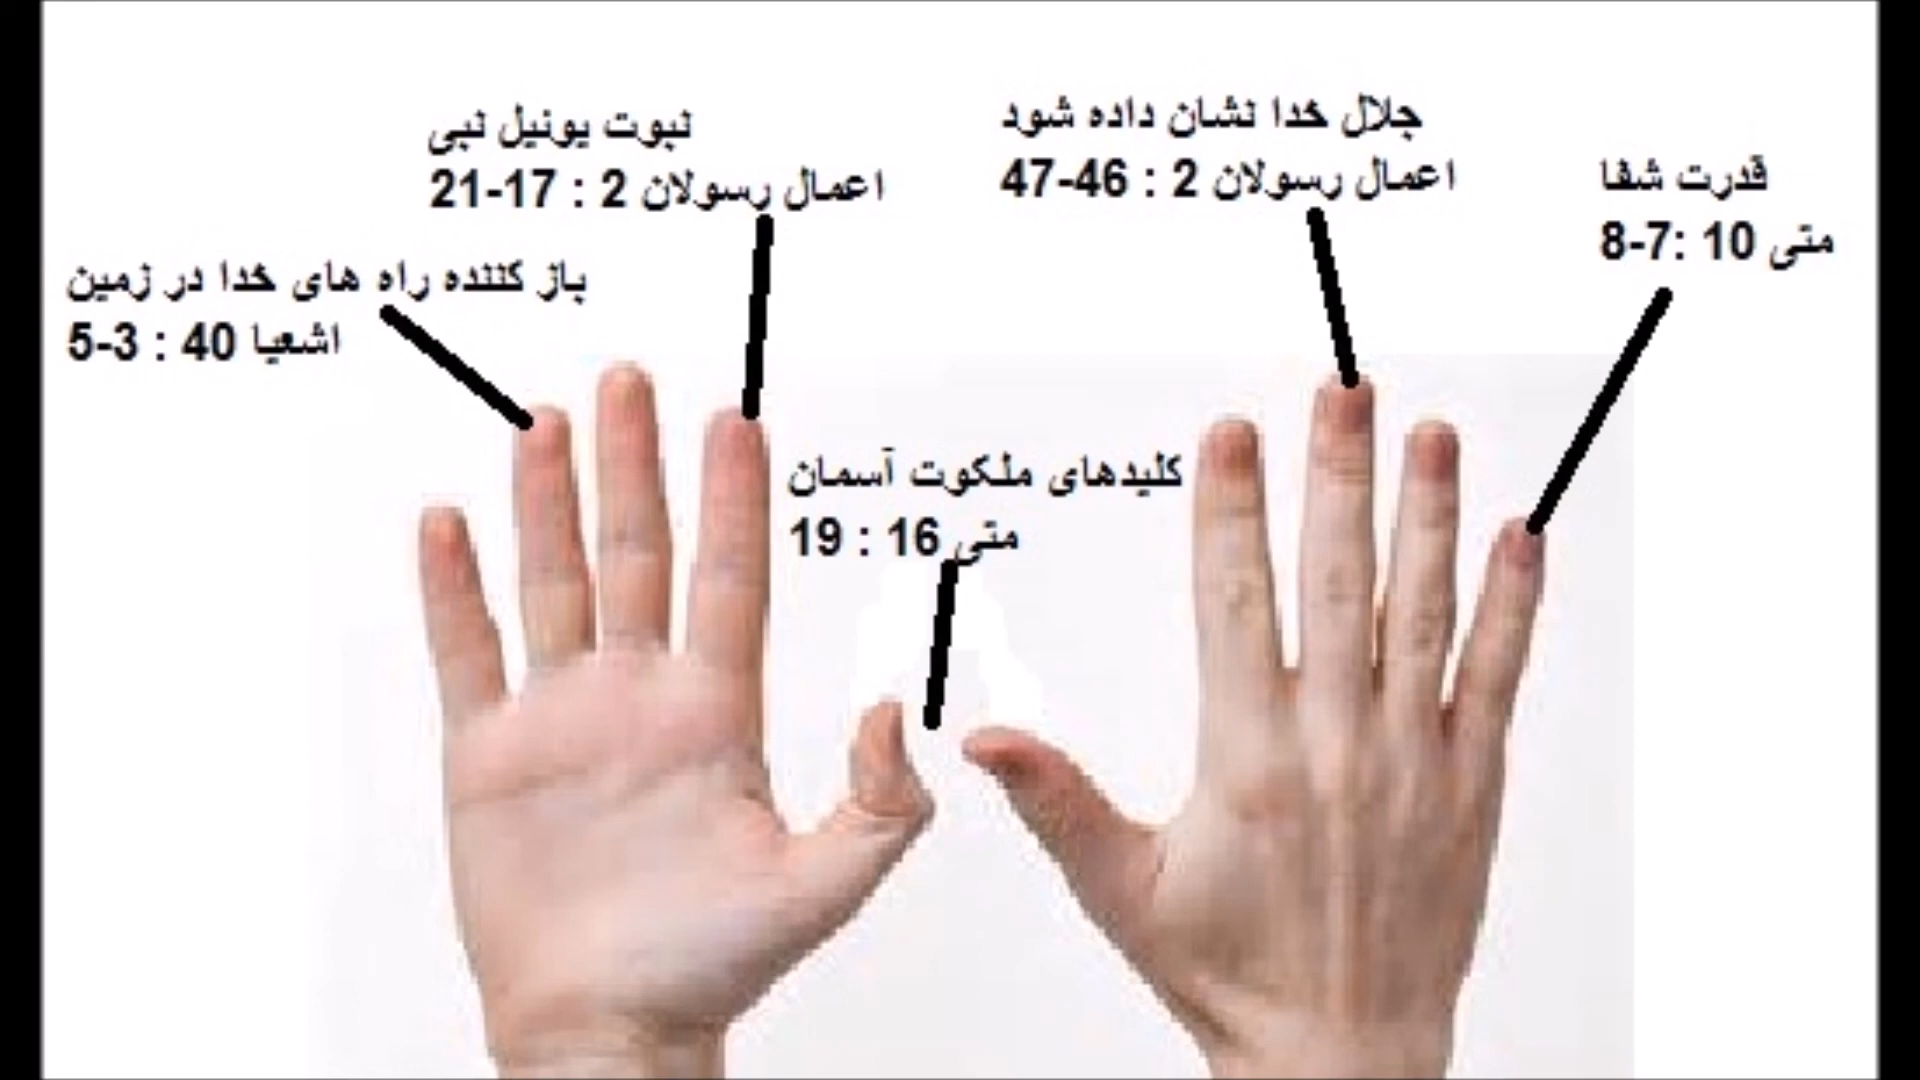 نبوت یونیل نبی
اعمال رسولان 2 : 17-21
جلال خدا نشان داده شود
اعمال رسولان 2 : 46-47
قدرت شفا
متی 10 :7-8
باز کننده راه های خدا در زمین
اشعیا 40 : 3-5
کلیدهای ملکوت آسمان
متی 16 : 19